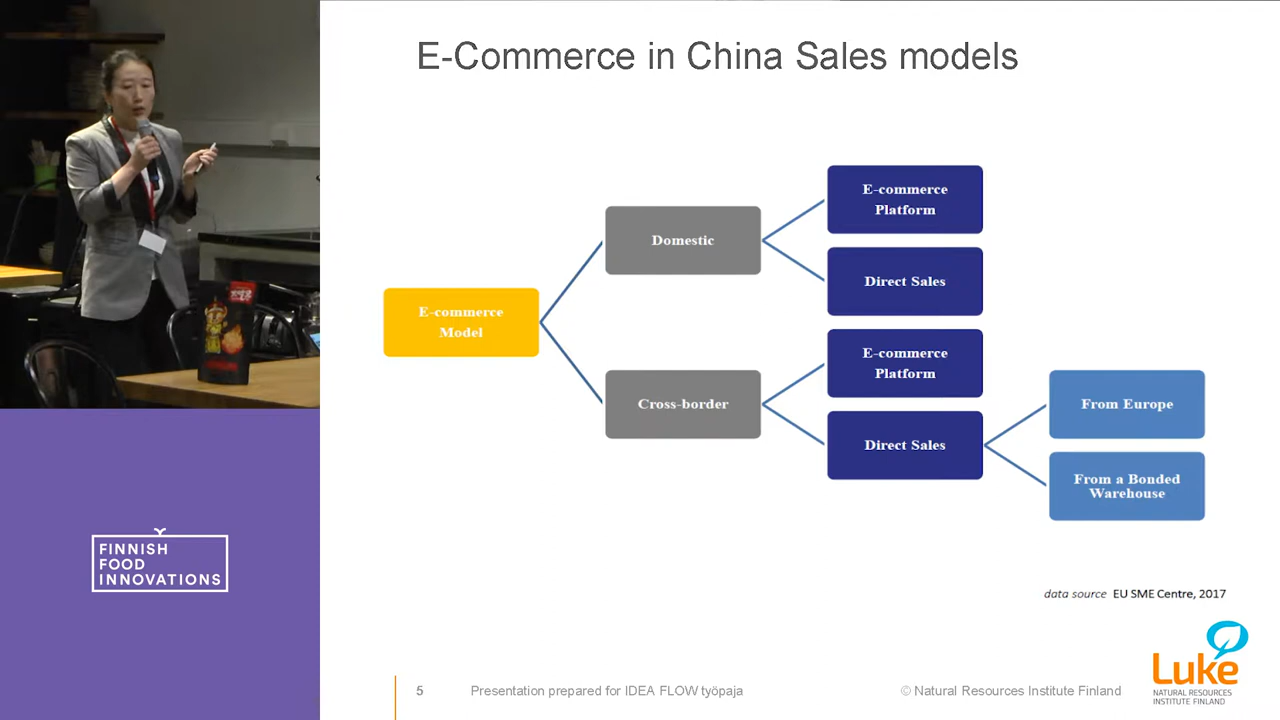 E-Commerce in China Sales models
E-commerce
Model
Domestic
Cross-border
E-commerce
Platform
Direct Sales
E-commerce
Platform
Direct Sales
From Europe
From a Bonded
Warehouse
data source EU SME Centre, 2017
FINNISH
FOOD
INNOVATIONS
5
Presentation prepared for IDEA FLOW työpaja
© Natural Resources Institute Finland
Luke
NATURAL RESOURCES
INSTITUTE FINLAND